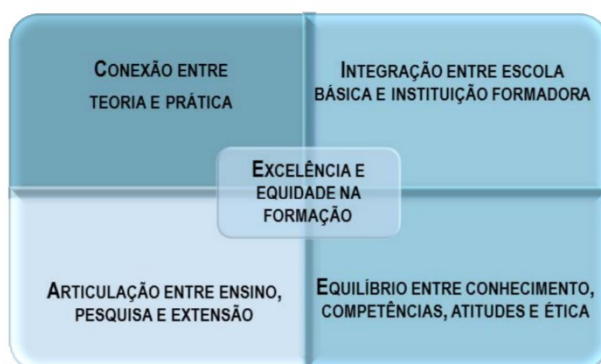 CONEXÃO ENTRE
TEORIA E PRÁTICA
INTEGRAÇÃO ENTRE ESCOLA
BÁSICA E INSTITUIÇÃO FORMADORA
EXCELÊNCIA E
EQUIDADE NA
FORMAÇÃO
ARTICULAÇÃO ENTRE ENSINO,
PESQUISA E EXTENSÃO
EQUILÍBRIO ENTRE CONHECIMENTO,
COMPETÊNCIAS, ATITUDES E ÉTICA